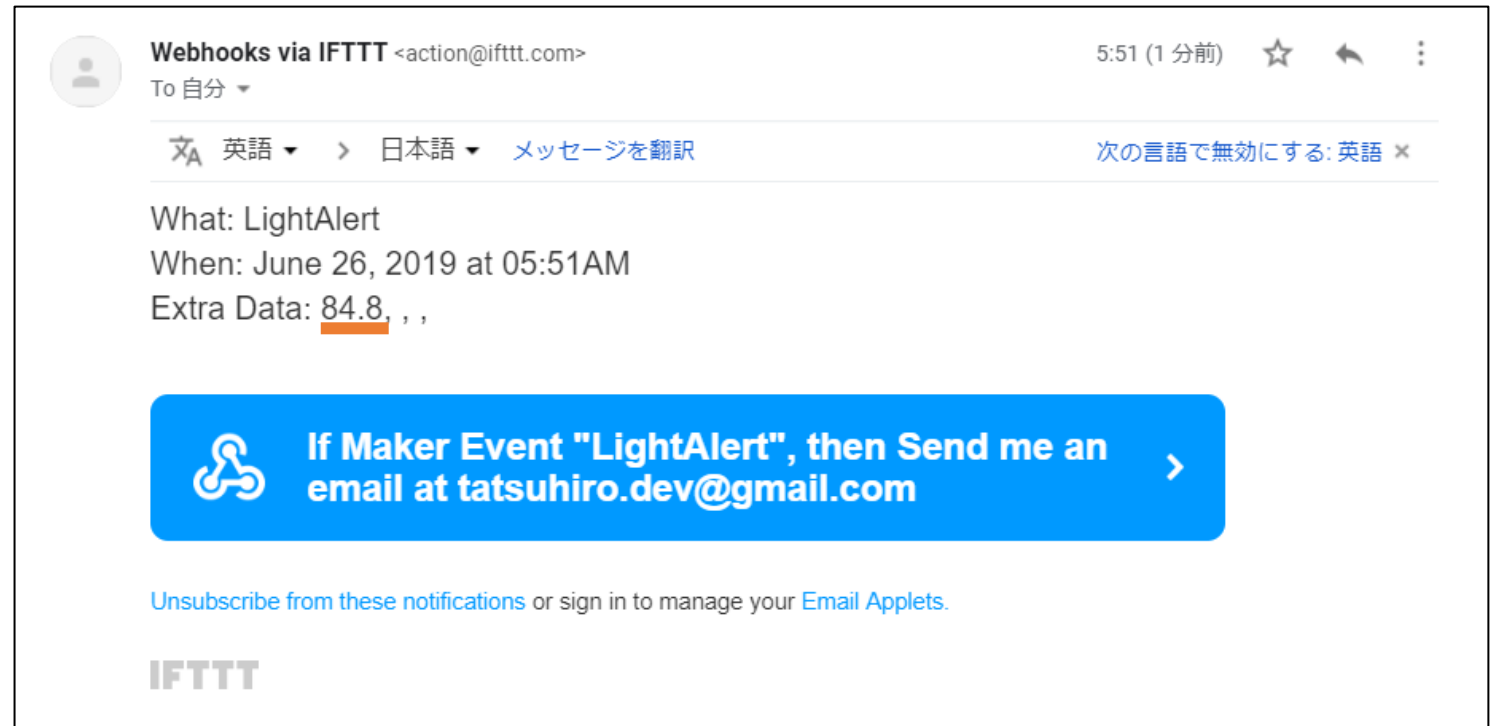 Webhooks via IFTTT <action@ifttt.com> 5:51 (1 分前)
To 自分
英語 > 日本語 メッセージを翻訳 次の言語で無効にする: 英語 ×
What: LightAlert
When: June 26, 2019 at 05:51AM
Extra Data: 84.8, , ,
If Maker Event "LightAlert", then Send me an
email at tatsuhiro.dev@gmail.com
Unsubscribe from these notifications or sign in to manage your Email Applets.
IFTTT